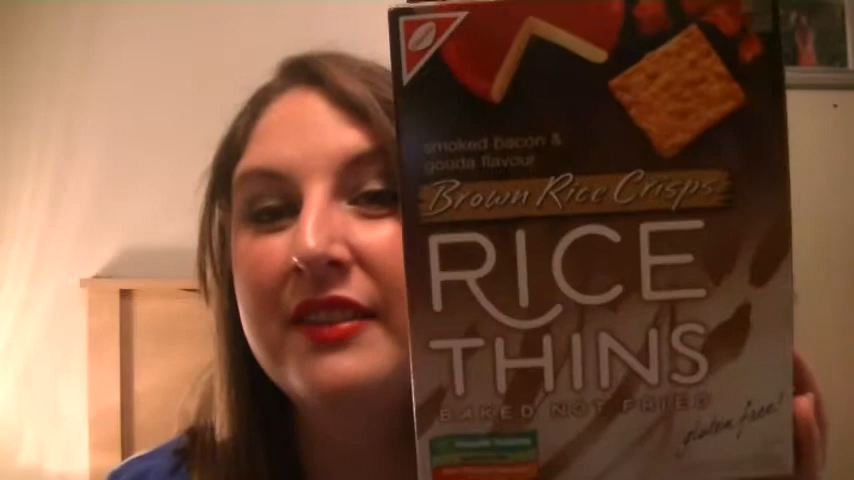 smoked bacon &
gouda flavour
Brown Rice Crisps
RICE
THINS
BAKED NOT FRIED
gluten free!